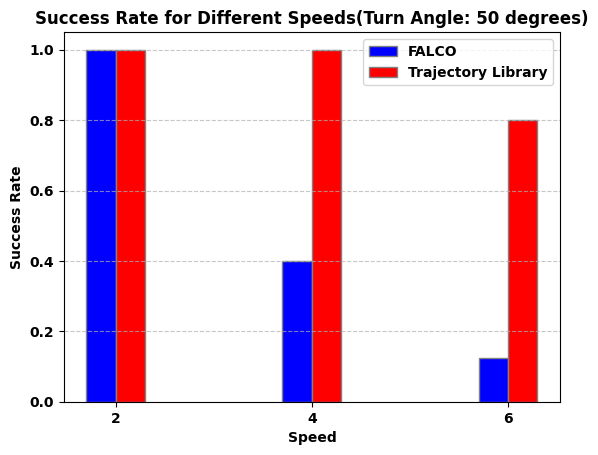 Success Rate for Different Speeds(Turn Angle: 50 degrees)
FALCO
Trajectory Library
1.0
0.8
0.6
0.4
0.2
0.0
Success Rate
2 4 6
Speed